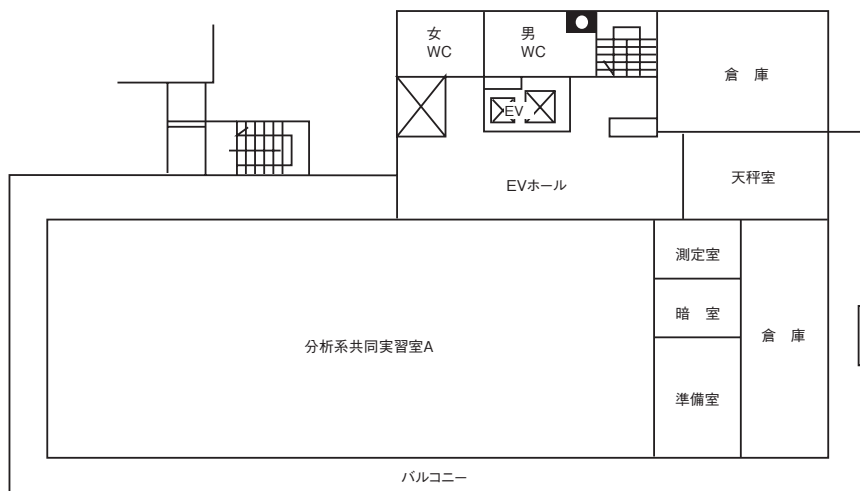 女
WC
男
WC
倉　庫
EV
EVホール
天秤室
測定室
暗　室
倉　庫
分析系共同実習室A
準備室
バルコニー